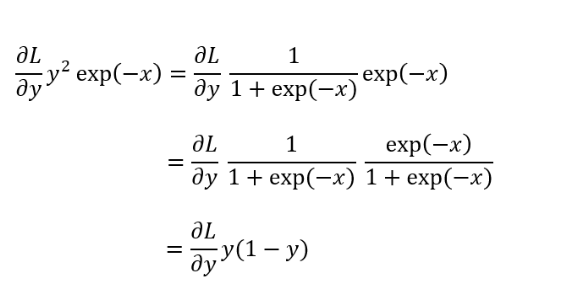 ∂L/∂y y² exp(−x) = ∂L/∂y 1/(1 + exp(−x)) exp(−x)
= ∂L/∂y 1/(1 + exp(−x)) exp(−x)/(1 + exp(−x))
= ∂L/∂y y(1 − y)